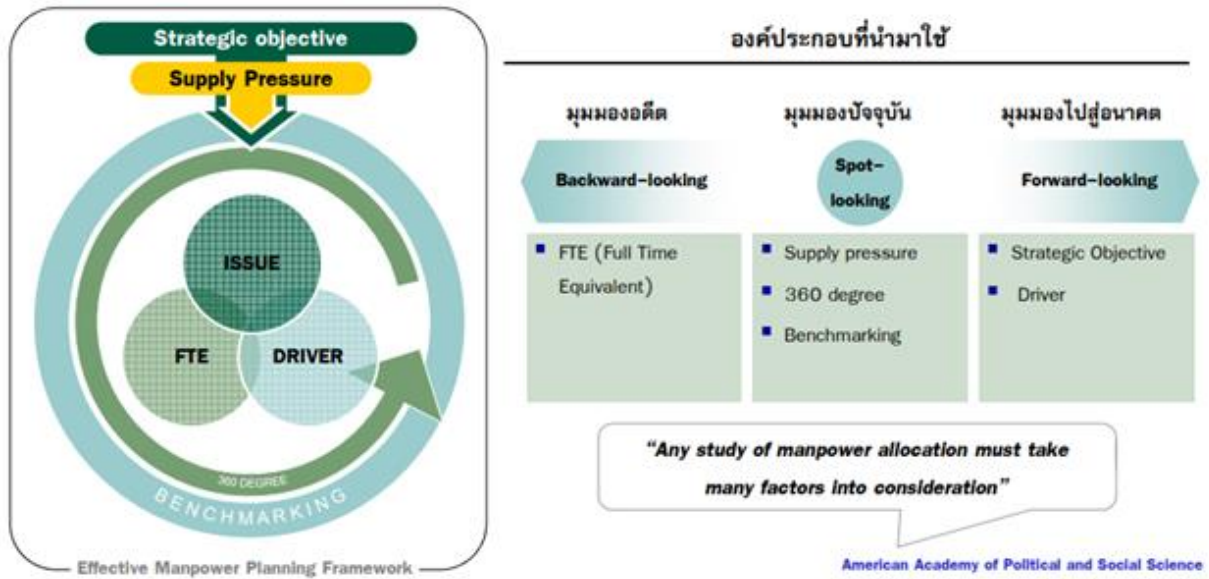 Strategic objective
Supply Pressure
ISSUE
FTE
DRIVER
360 DEGREE
BENCHMARKING
Effective Manpower Planning Framework
องค์ประกอบที่นำมาใช้
มุมมองอดีต
มุมมองปัจจุบัน
มุมมองไปสู่อนาคต
Backward-looking
Spot-
looking
Forward-looking
FTE (Full Time
Equivalent)
Supply pressure
360 degree
Benchmarking
Strategic Objective
Driver
“Any study of manpower allocation must take
many factors into consideration”
American Academy of Political and Social Science